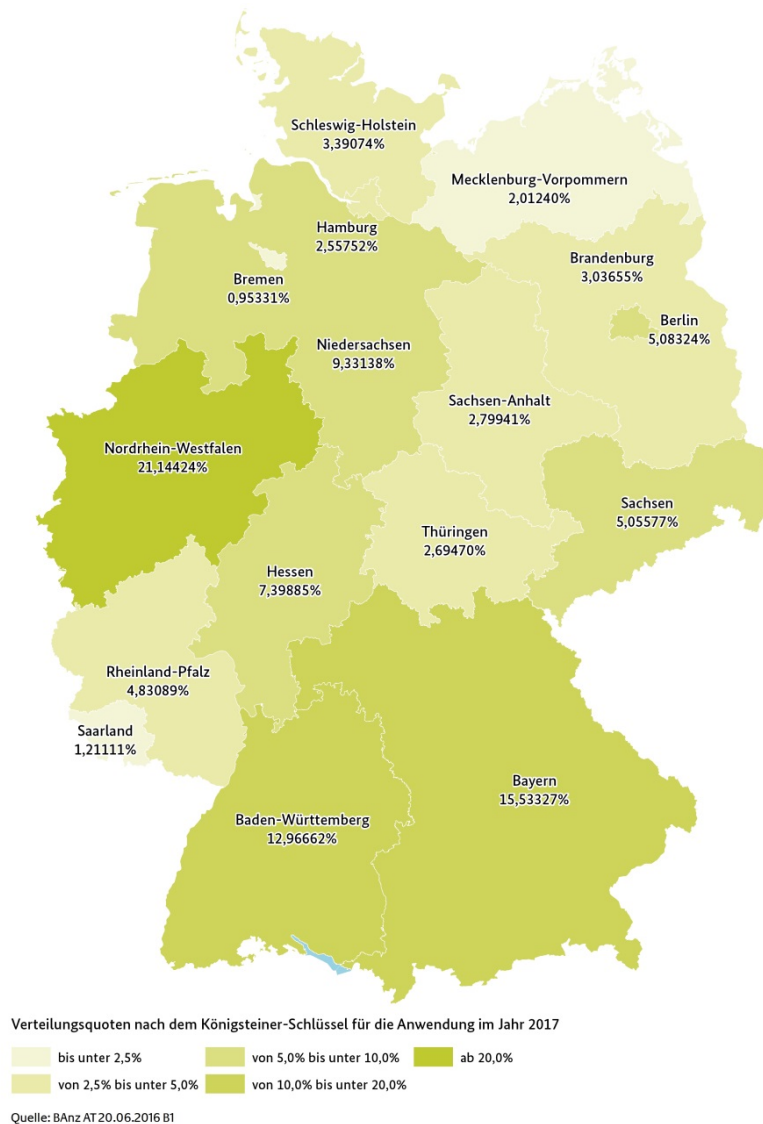 Schleswig-Holstein
3,39074%
Mecklenburg-Vorpommern
2,01240%
Hamburg
2,55752%
Brandenburg
3,03655%
Bremen
0,95331%
Berlin
5,08324%
Niedersachsen
9,33138%
Sachsen-Anhalt
2,79941%
Nordrhein-Westfalen
21,14424%
Sachsen
5,05577%
Thüringen
2,69470%
Hessen
7,39885%
Rheinland-Pfalz
4,83089%
Saarland
1,21111%
Bayern
15,53327%
Baden-Württemberg
12,96662%
Verteilungsquoten nach dem Königsteiner-Schlüssel für die Anwendung im Jahr 2017
bis unter 2,5%
von 5,0% bis unter 10,0%
ab 20,0%
von 2,5% bis unter 5,0%
von 10,0% bis unter 20,0%
Quelle: BAnz AT 20.06.2016 B1